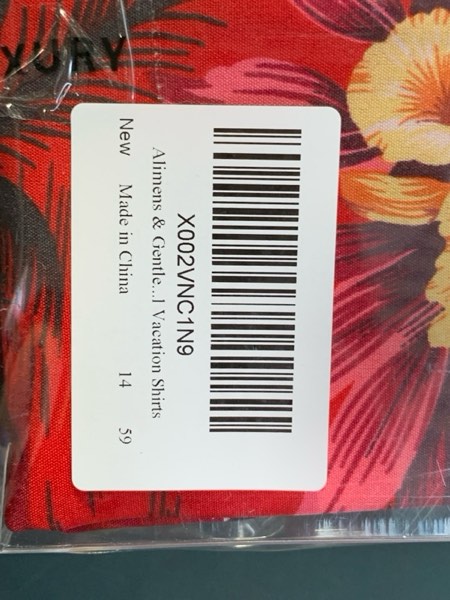 XURY
X002VNC1N9
Alimens & Gentle...l Vacation Shirts
New Made in China 14 59